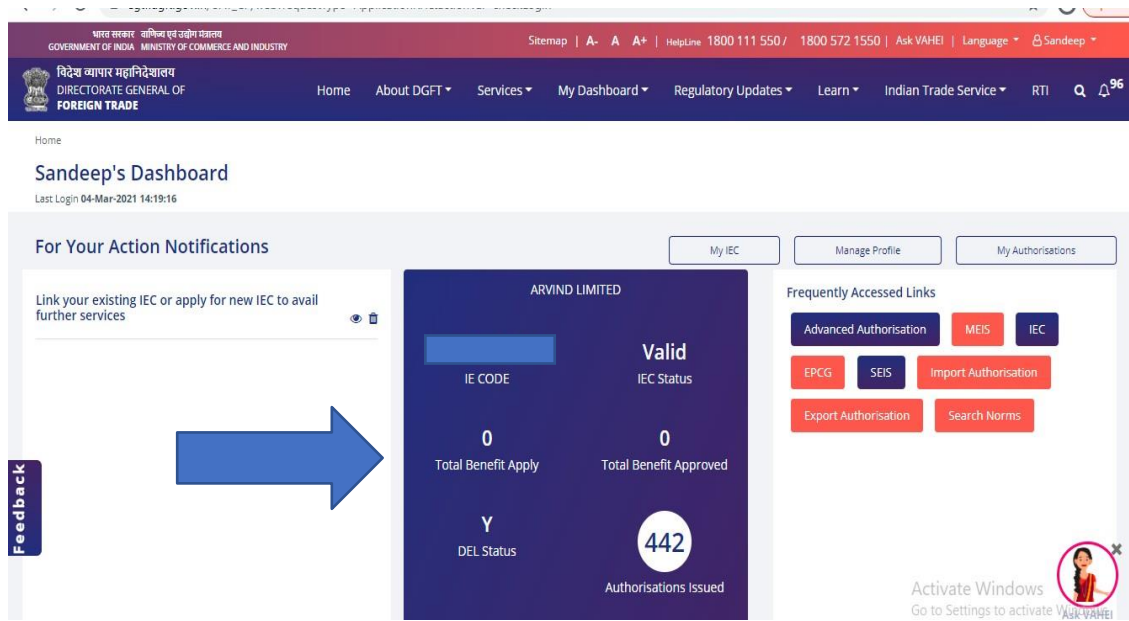 भारत सरकार वाणिज्य एवं उद्योग मंत्रालय
GOVERNMENT OF INDIA MINISTRY OF COMMERCE AND INDUSTRY
Sitemap | A- A A+ | HelpLine 1800 111 550 / 1800 572 1550 | Ask VAHEI | Language Sandeep
विदेश व्यापार महानिदेशालय
DIRECTORATE GENERAL OF
FOREIGN TRADE
Home About DGFT Services My Dashboard Regulatory Updates Learn Indian Trade Service RTI 96
Home
Sandeep's Dashboard
Last Login 04-Mar-2021 14:19:16
For Your Action Notifications
My IEC Manage Profile My Authorisations
Link your existing IEC or apply for new IEC to avail
further services
ARVIND LIMITED
IE CODE
Valid
IEC Status
0
Total Benefit Apply
0
Total Benefit Approved
Y
DEL Status
442
Authorisations Issued
Frequently Accessed Links
Advanced Authorisation MEIS IEC
EPCG SEIS Import Authorisation
Export Authorisation Search Norms
Feedback
Activate Windows
Go to Settings to activate Windows.
Ask VAHEI